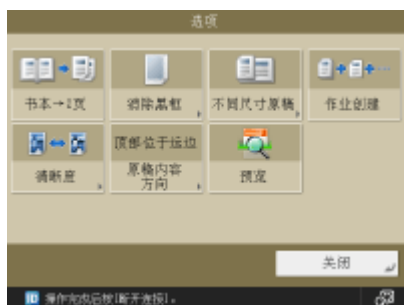 选项
书本→2页
消除黑框
不同尺寸原稿
作业创建
清晰度
顶部位于远边
原稿内容
方向
预览
关闭
ID 操作完成后按[断开连接]。